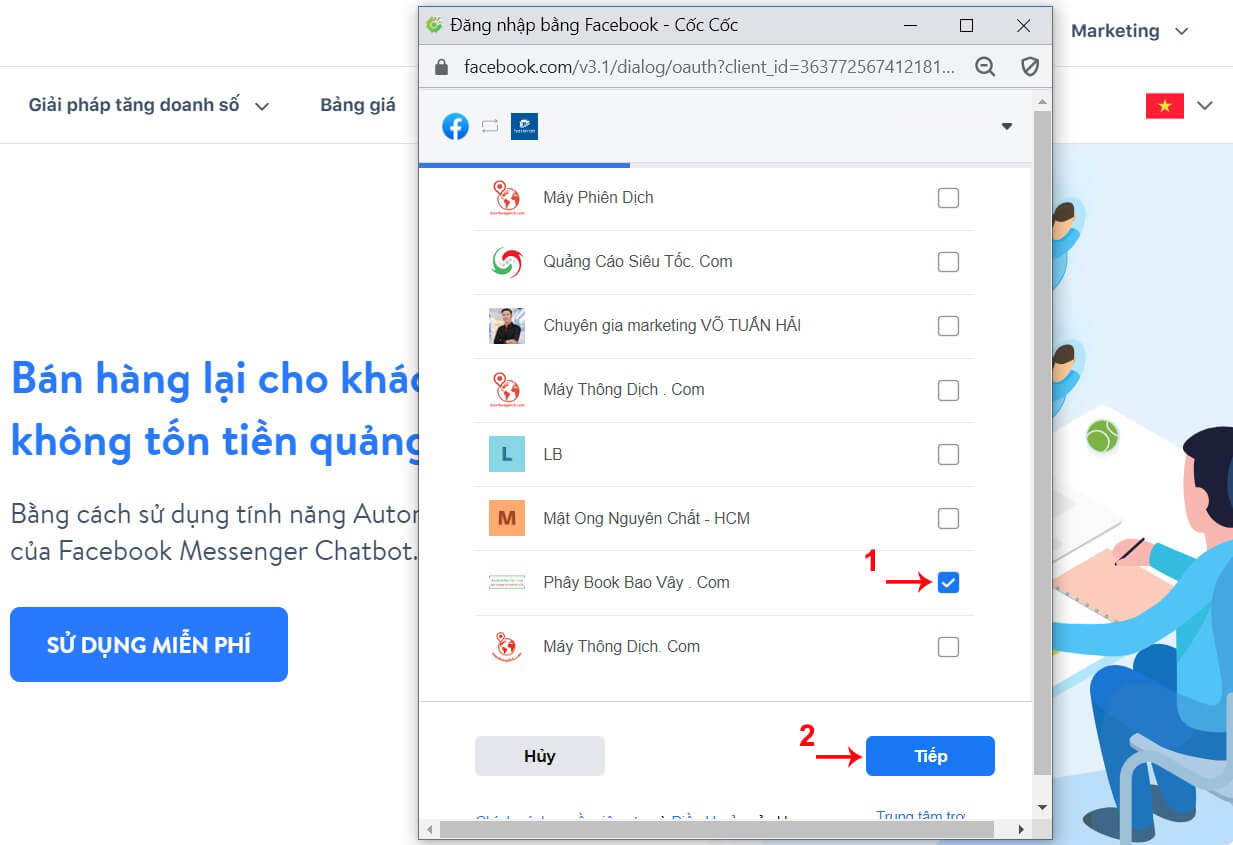 Đăng nhập bằng Facebook - Cốc Cốc
Marketing
facebook.com/v3.1/dialog/oauth?client_id=363772567412181...
Giải pháp tăng doanh số
Bảng giá
Máy Phiên Dịch
Quảng Cáo Siêu Tốc. Com
Chuyên gia marketing VÕ TUẤN HẢI
Máy Thông Dịch . Com
L
LB
M
Mật Ong Nguyên Chất - HCM
1
Phây Book Bao Vây . Com
Máy Thông Dịch. Com
2
Hủy
Tiếp
Trung tâm trợ
Bán hàng lại cho khác
không tốn tiền quảng
Bằng cách sử dụng tính năng Autor
của Facebook Messenger Chatbot.
SỬ DỤNG MIỄN PHÍ